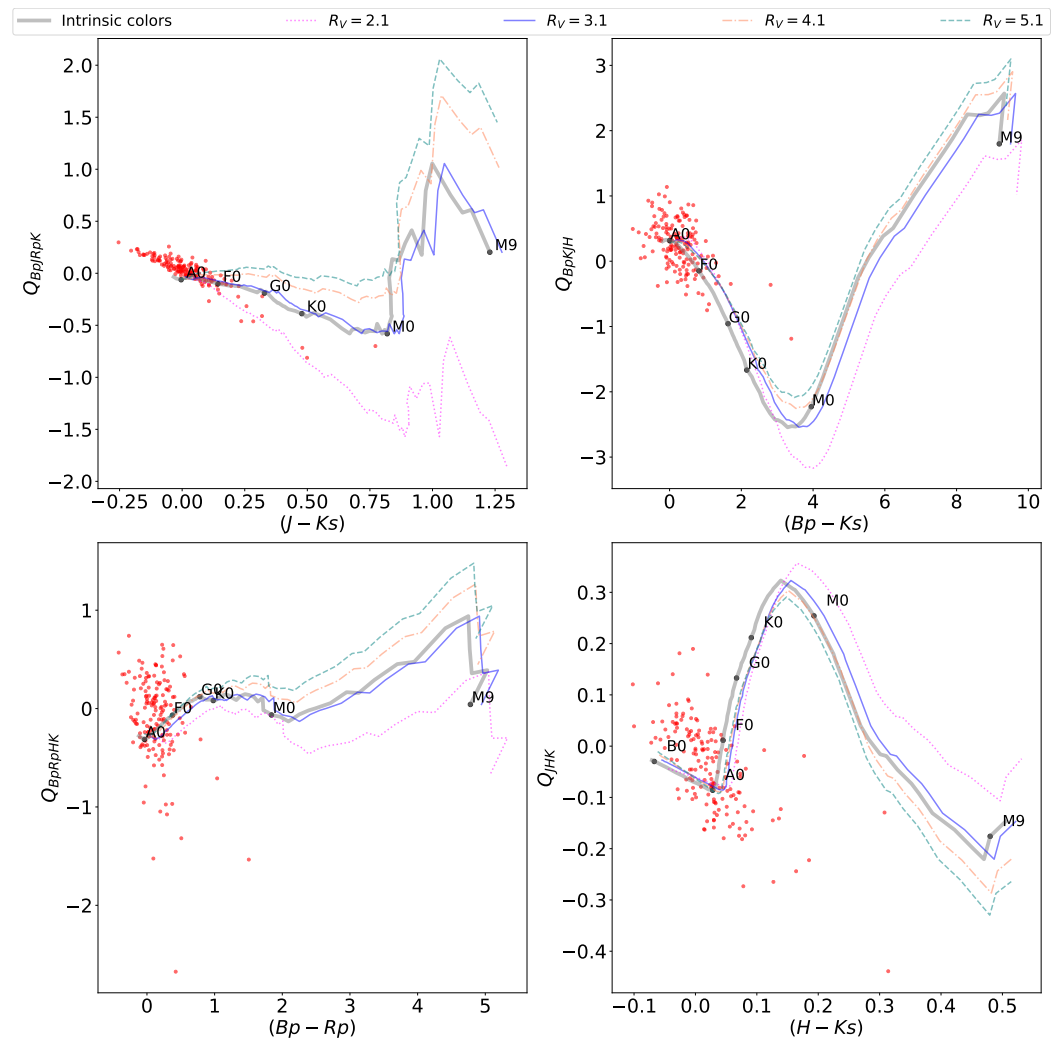 Intrinsic colors R_V = 2.1 R_V = 3.1 R_V = 4.1 R_V = 5.1
Q_BpJRpK
2.0
1.5
1.0
0.5
0.0
−0.5
−1.0
−1.5
−2.0
A0
F0
G0
K0
M0
M9
−0.25 0.00 0.25 0.50 0.75 1.00 1.25
(J − Ks)
Q_BpKJH
3
2
1
0
−1
−2
−3
A0
F0
G0
K0
M0
M9
0 2 4 6 8 10
(Bp − Ks)
Q_BpRpHK
1
0
−1
−2
A0
F0
G0
K0
M0
M9
0 1 2 3 4 5
(Bp − Rp)
Q_JHK
0.3
0.2
0.1
0.0
−0.1
−0.2
−0.3
−0.4
B0
A0
F0
G0
K0
M0
M9
−0.1 0.0 0.1 0.2 0.3 0.4 0.5
(H − Ks)